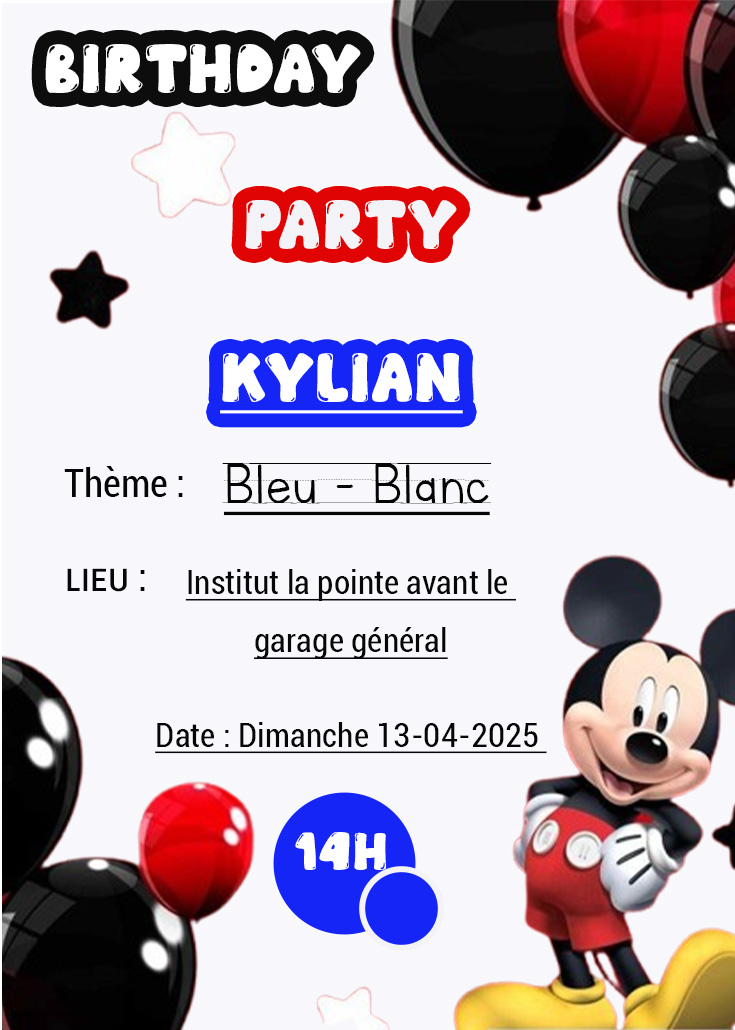 BIRTHDAY
PARTY
KYLIAN
Thème : Bleu - Blanc
LIEU : Institut la pointe avant le
garage général
Date : Dimanche 13-04-2025
14H